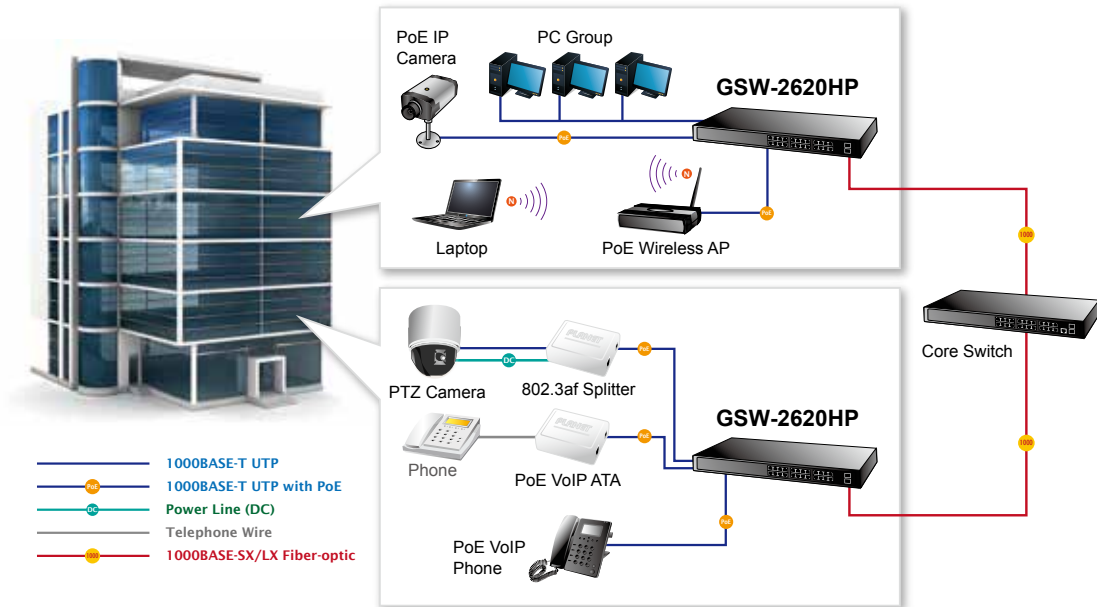 PoE IP
Camera
PC Group
GSW-2620HP
PoE
N
N
PoE
Laptop
PoE Wireless AP
1000
Core Switch
PLANET
PoE
DC
PTZ Camera
802.3af Splitter
GSW-2620HP
PLANET
PoE
Phone
PoE VoIP ATA
1000
PoE
PoE VoIP
Phone
1000BASE-T UTP
PoE
1000BASE-T UTP with PoE
DC
Power Line (DC)
Telephone Wire
1000
1000BASE-SX/LX Fiber-optic